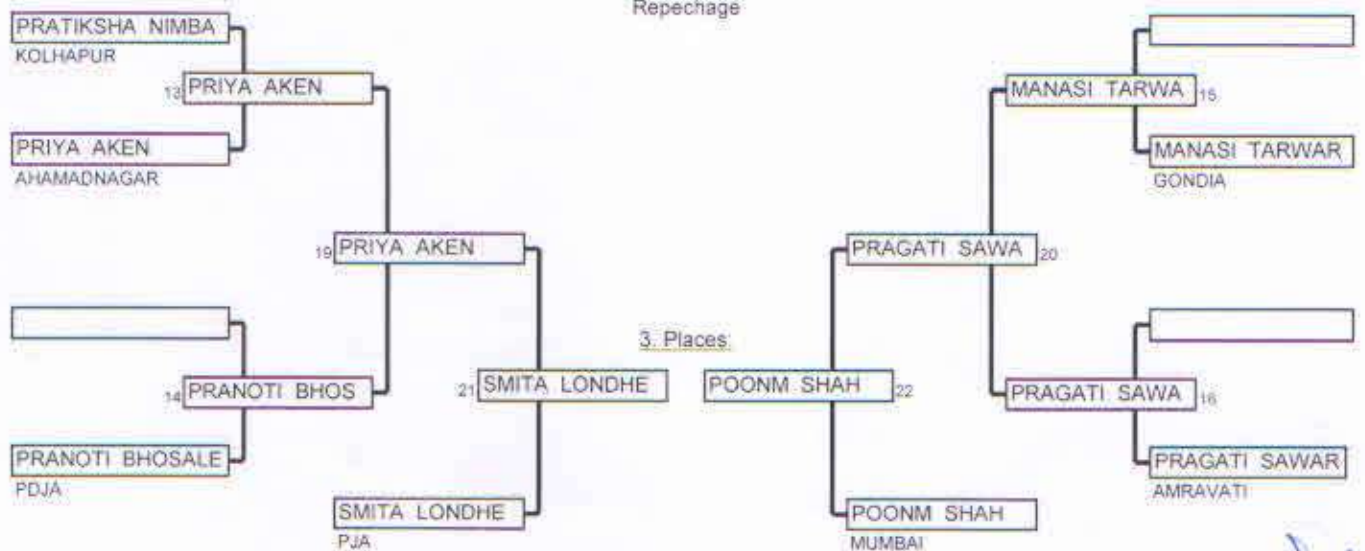 Repechage
PRATIKSHA NIMBA
KOLHAPUR
13 PRIYA AKEN
PRIYA AKEN
AHAMADNAGAR
19 PRIYA AKEN
14 PRANOTI BHOS
PRANOTI BHOSALE
PDJA
21 SMITA LONDHE
SMITA LONDHE
PJA
3. Places:
MANASI TARWA 15
MANASI TARWAR
GONDIA
PRAGATI SAWA 20
POONM SHAH 22
PRAGATI SAWA 16
PRAGATI SAWAR
AMRAVATI
POONM SHAH
MUMBAI